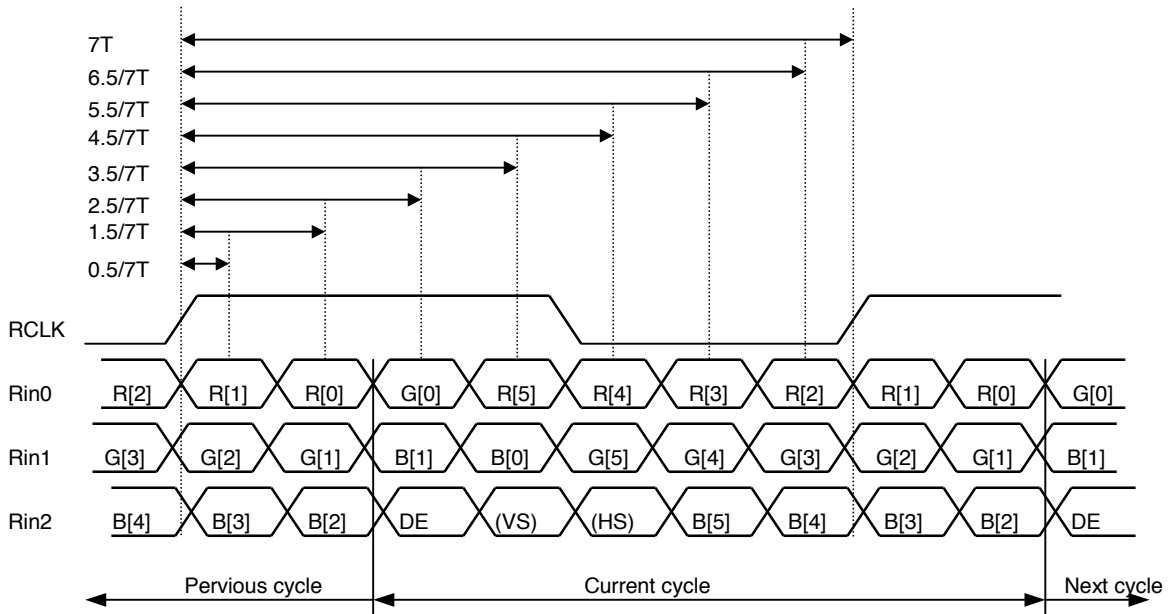 7T
6.5/7T
5.5/7T
4.5/7T
3.5/7T
2.5/7T
1.5/7T
0.5/7T
RCLK
Rin0 R[2] R[1] R[0] G[0] R[5] R[4] R[3] R[2] R[1] R[0] G[0]
Rin1 G[3] G[2] G[1] B[1] B[0] G[5] G[4] G[3] G[2] G[1] B[1]
Rin2 B[4] B[3] B[2] DE (VS) (HS) B[5] B[4] B[3] B[2] DE
Pervious cycle Current cycle Next cycle